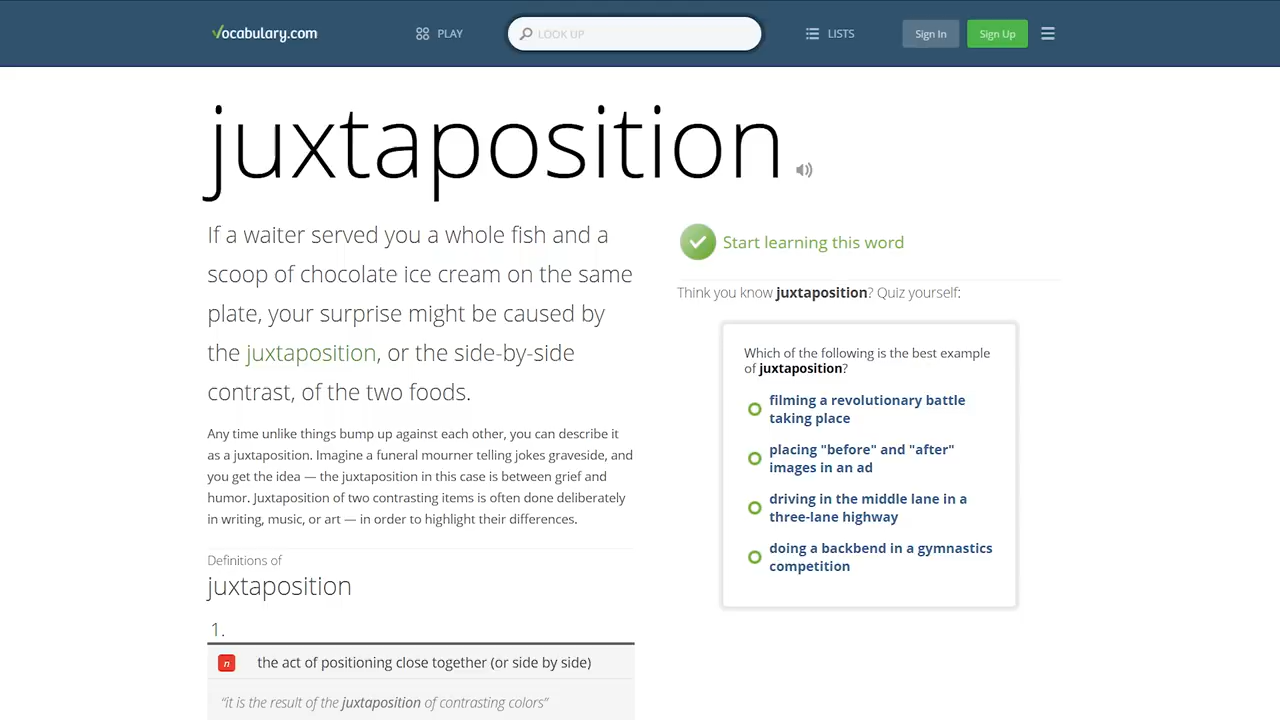 Vocabulary.com
PLAY
LOOK UP
LISTS
Sign In
Sign Up
juxtaposition
If a waiter served you a whole fish and a
scoop of chocolate ice cream on the same
plate, your surprise might be caused by
the juxtaposition, or the side-by-side
contrast, of the two foods.
Any time unlike things bump up against each other, you can describe it
as a juxtaposition. Imagine a funeral mourner telling jokes graveside, and
you get the idea — the juxtaposition in this case is between grief and
humor. Juxtaposition of two contrasting items is often done deliberately
in writing, music, or art — in order to highlight their differences.
Definitions of
juxtaposition
1.
n the act of positioning close together (or side by side)
“it is the result of the juxtaposition of contrasting colors”
Start learning this word
Think you know juxtaposition? Quiz yourself:
Which of the following is the best example
of juxtaposition?
filming a revolutionary battle
taking place
placing "before" and "after"
images in an ad
driving in the middle lane in a
three-lane highway
doing a backbend in a gymnastics
competition